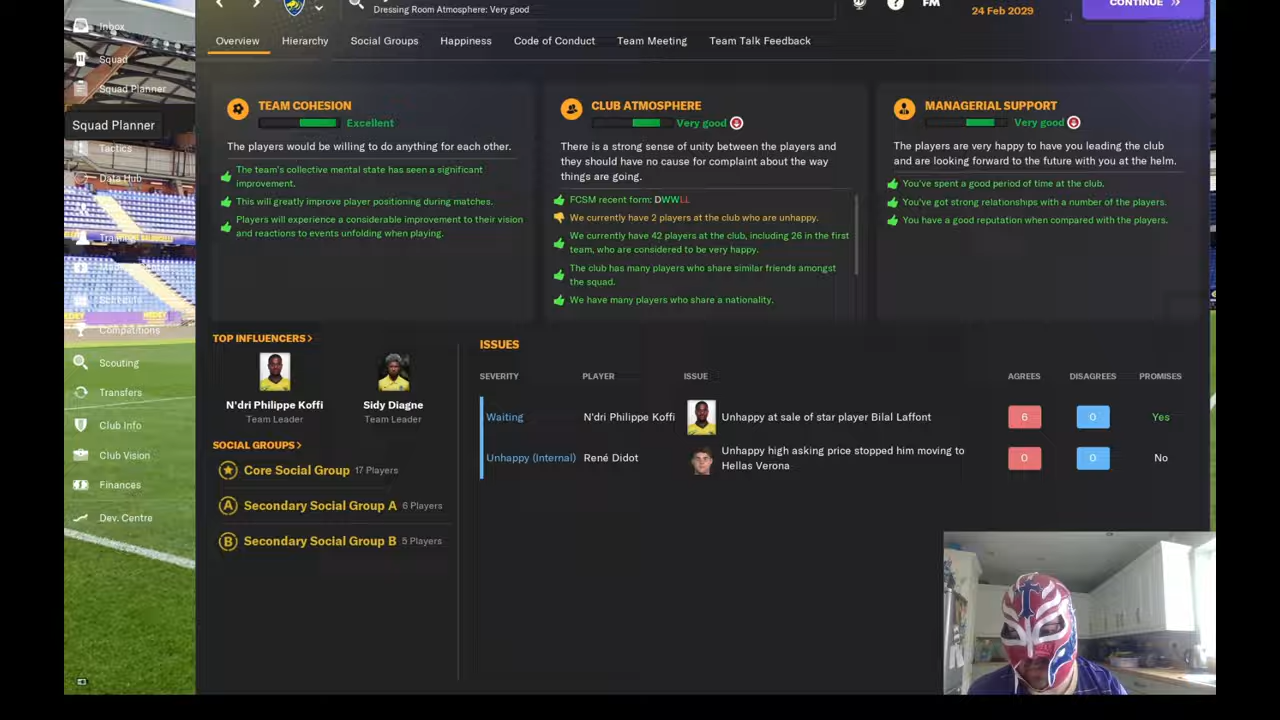 Dressing Room Atmosphere: Very good
FM
24 Feb 2029
CONTINUE
Inbox
Squad
Squad Planner
Squad Planner
Tactics
Data Hub
Competitions
Scouting
Transfers
Club Info
Club Vision
Finances
Dev. Centre
Overview
Hierarchy
Social Groups
Happiness
Code of Conduct
Team Meeting
Team Talk Feedback
TEAM COHESION
Excellent
The players would be willing to do anything for each other.
The team's collective mental state has seen a significant
improvement.
This will greatly improve player positioning during matches.
Players will experience a considerable improvement to their vision
and reactions to events unfolding when playing.
CLUB ATMOSPHERE
Very good
There is a strong sense of unity between the players and
they should have no cause for complaint about the way
things are going.
FCSM recent form: DWWLL
We currently have 2 players at the club who are unhappy.
We currently have 42 players at the club, including 26 in the first
team, who are considered to be very happy.
The club has many players who share similar friends amongst
the squad.
We have many players who share a nationality.
MANAGERIAL SUPPORT
Very good
The players are very happy to have you leading the club
and are looking forward to the future with you at the helm.
You've spent a good period of time at the club.
You've got strong relationships with a number of the players.
You have a good reputation when compared with the players.
TOP INFLUENCERS >
N'dri Philippe Koffi
Team Leader
Sidy Diagne
Team Leader
SOCIAL GROUPS >
Core Social Group 17 Players
A Secondary Social Group A 6 Players
B Secondary Social Group B 5 Players
ISSUES
SEVERITY PLAYER ISSUE AGREES DISAGREES PROMISES
Waiting N'dri Philippe Koffi Unhappy at sale of star player Bilal Laffont 6 0 Yes
Unhappy (Internal) René Didot Unhappy high asking price stopped him moving to
Hellas Verona 0 0 No